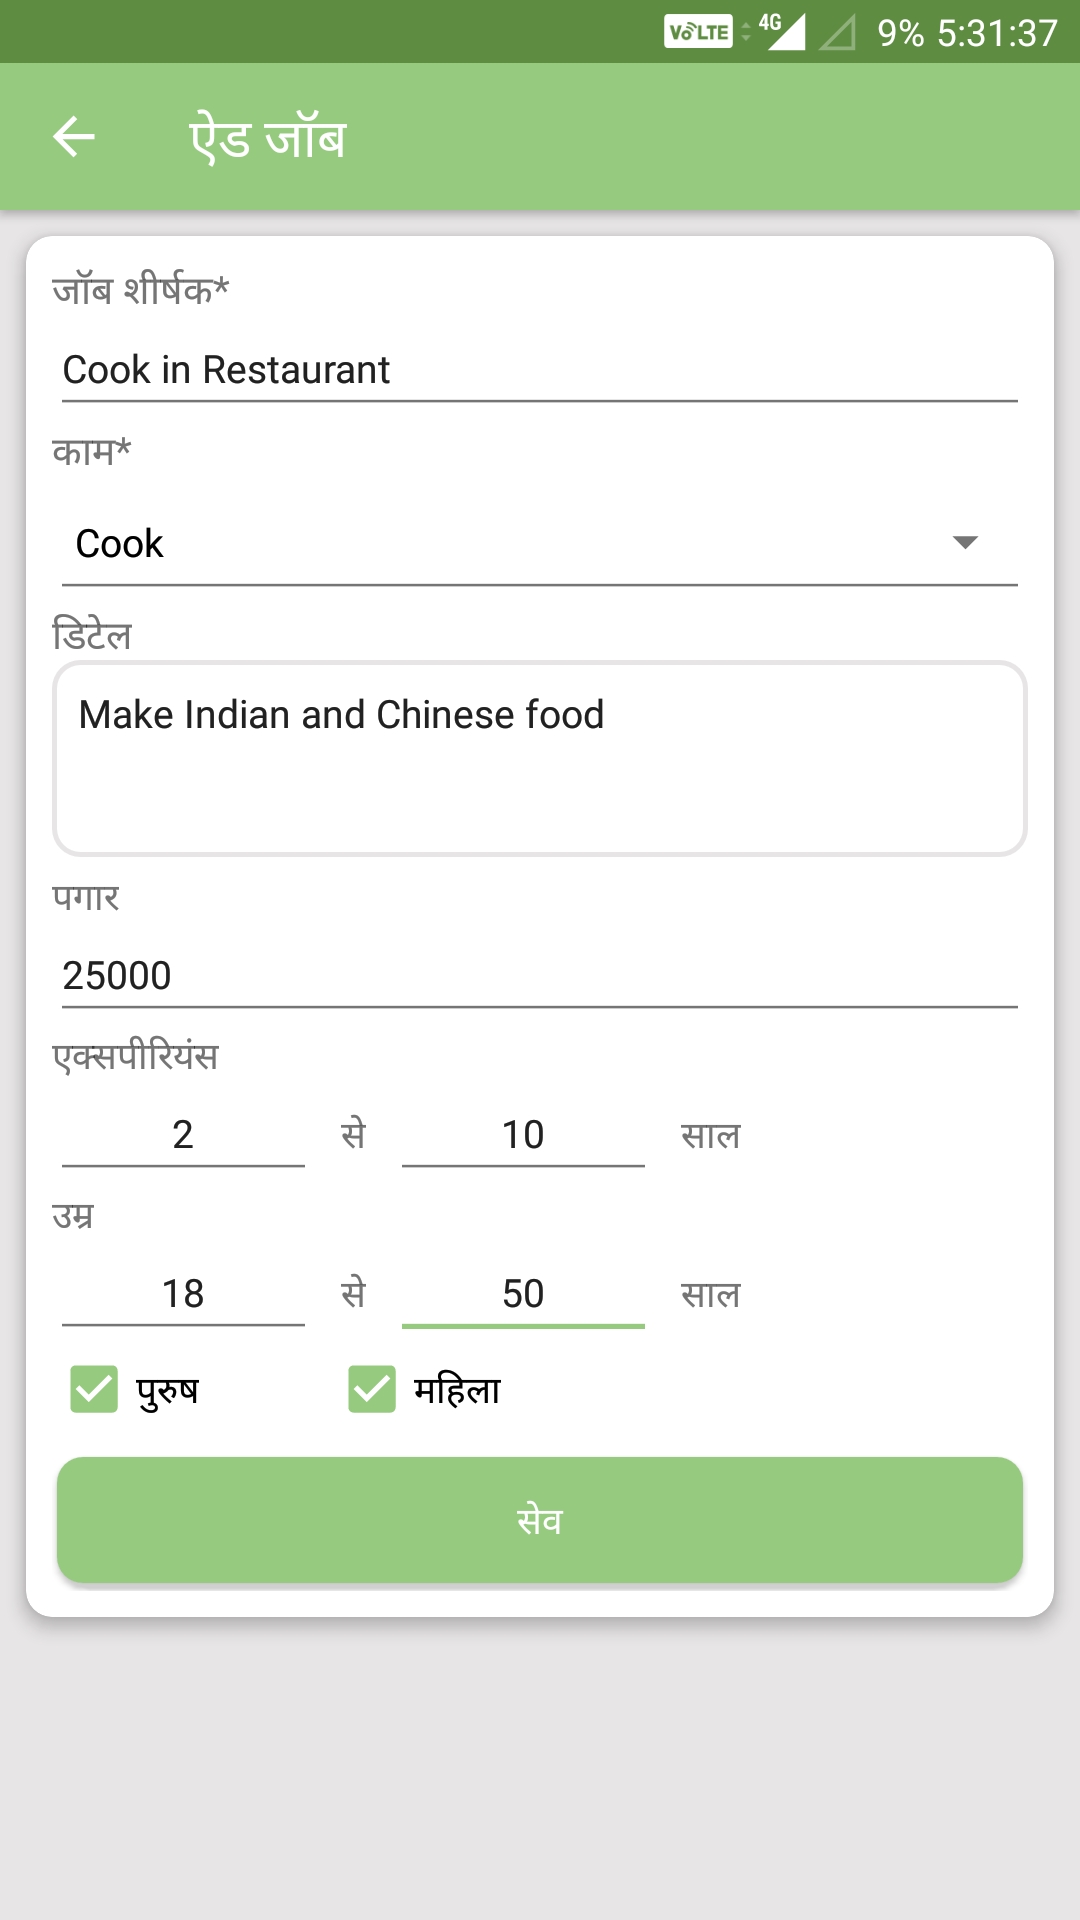 VoLTE 4G 9% 5:31:37
ऐड जॉब
जॉब शीर्षक*
Cook in Restaurant
काम*
Cook
डिटेल
Make Indian and Chinese food
पगार
25000
एक्सपीरियंस
2 से 10 साल
उम्र
18 से 50 साल
पुरुष महिला
सेव